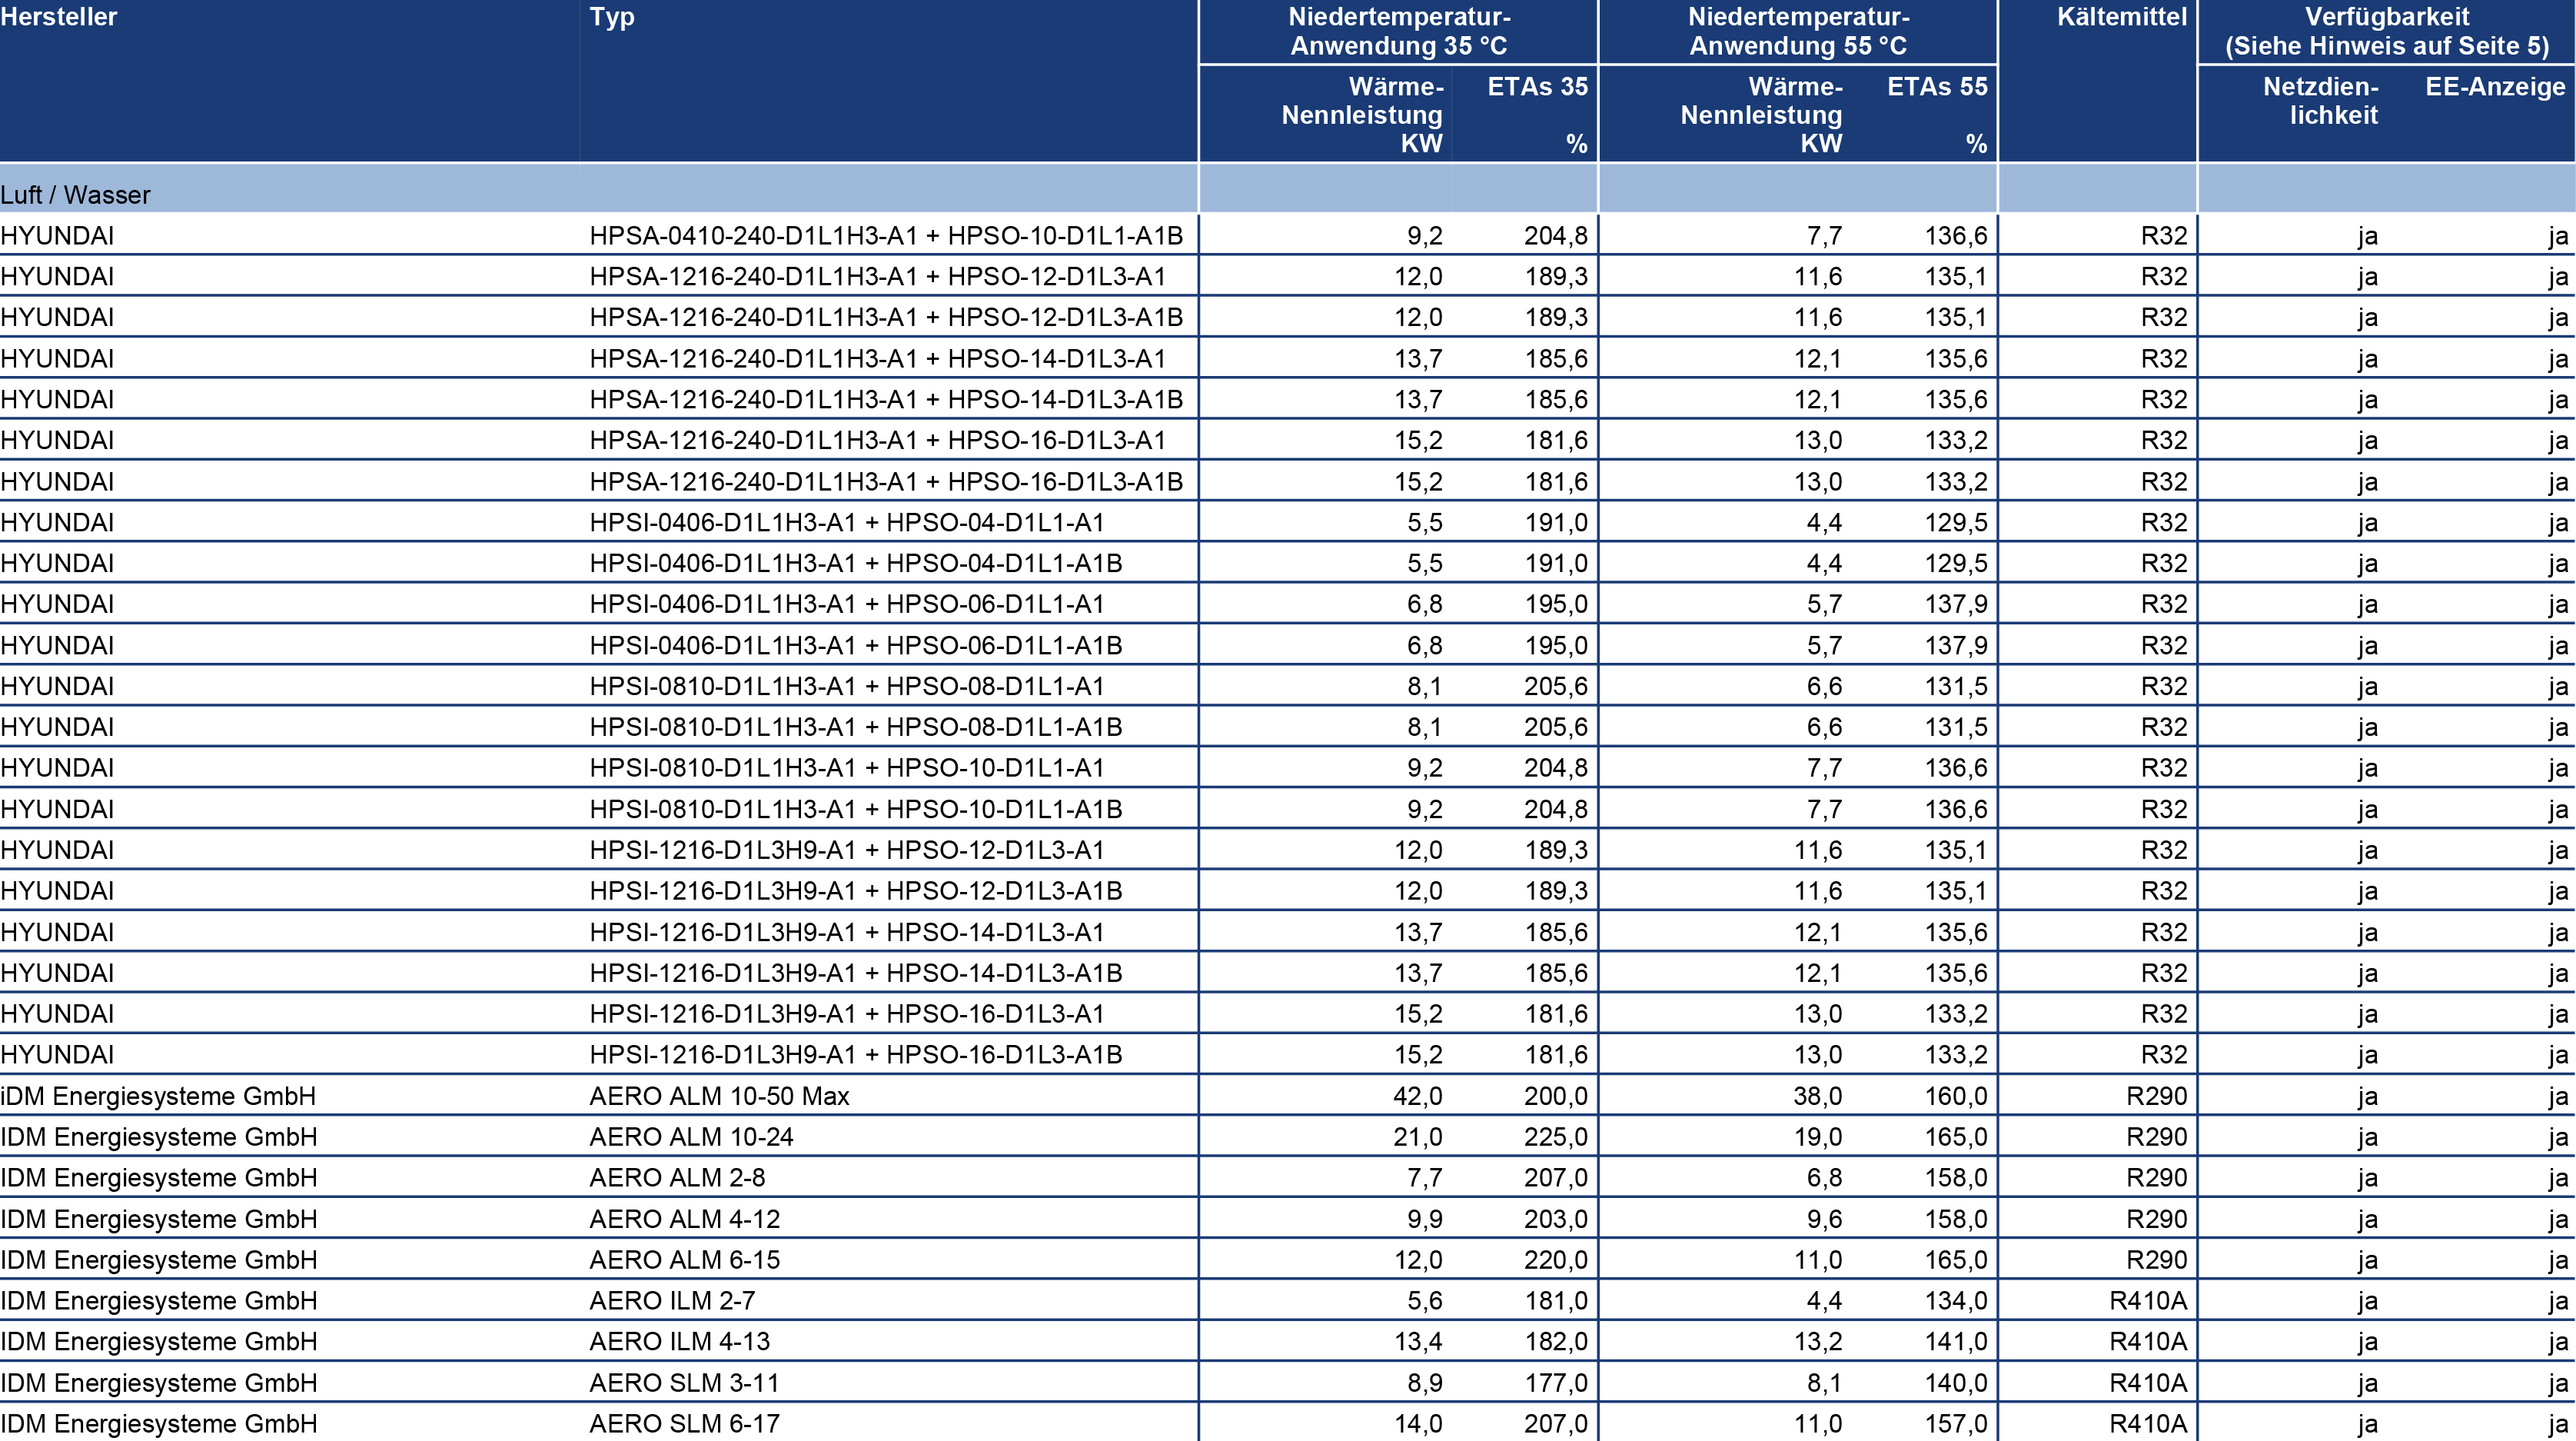 Hersteller Typ Niedertemperatur- Niedertemperatur- Kältemittel Verfügbarkeit
Anwendung 35 °C Anwendung 55 °C (Siehe Hinweis auf Seite 5)
Wärme- ETAs 35 Wärme- ETAs 55 Netzdien- EE-Anzeige
Nennleistung Nennleistung lichkeit
KW % KW %
Luft / Wasser
HYUNDAI HPSA-0410-240-D1L1H3-A1 + HPSO-10-D1L1-A1B 9,2 204,8 7,7 136,6 R32 ja ja
HYUNDAI HPSA-1216-240-D1L1H3-A1 + HPSO-12-D1L3-A1 12,0 189,3 11,6 135,1 R32 ja ja
HYUNDAI HPSA-1216-240-D1L1H3-A1 + HPSO-12-D1L3-A1B 12,0 189,3 11,6 135,1 R32 ja ja
HYUNDAI HPSA-1216-240-D1L1H3-A1 + HPSO-14-D1L3-A1 13,7 185,6 12,1 135,6 R32 ja ja
HYUNDAI HPSA-1216-240-D1L1H3-A1 + HPSO-14-D1L3-A1B 13,7 185,6 12,1 135,6 R32 ja ja
HYUNDAI HPSA-1216-240-D1L1H3-A1 + HPSO-16-D1L3-A1 15,2 181,6 13,0 133,2 R32 ja ja
HYUNDAI HPSA-1216-240-D1L1H3-A1 + HPSO-16-D1L3-A1B 15,2 181,6 13,0 133,2 R32 ja ja
HYUNDAI HPSI-0406-D1L1H3-A1 + HPSO-04-D1L1-A1 5,5 191,0 4,4 129,5 R32 ja ja
HYUNDAI HPSI-0406-D1L1H3-A1 + HPSO-04-D1L1-A1B 5,5 191,0 4,4 129,5 R32 ja ja
HYUNDAI HPSI-0406-D1L1H3-A1 + HPSO-06-D1L1-A1 6,8 195,0 5,7 137,9 R32 ja ja
HYUNDAI HPSI-0406-D1L1H3-A1 + HPSO-06-D1L1-A1B 6,8 195,0 5,7 137,9 R32 ja ja
HYUNDAI HPSI-0810-D1L1H3-A1 + HPSO-08-D1L1-A1 8,1 205,6 6,6 131,5 R32 ja ja
HYUNDAI HPSI-0810-D1L1H3-A1 + HPSO-08-D1L1-A1B 8,1 205,6 6,6 131,5 R32 ja ja
HYUNDAI HPSI-0810-D1L1H3-A1 + HPSO-10-D1L1-A1 9,2 204,8 7,7 136,6 R32 ja ja
HYUNDAI HPSI-0810-D1L1H3-A1 + HPSO-10-D1L1-A1B 9,2 204,8 7,7 136,6 R32 ja ja
HYUNDAI HPSI-1216-D1L3H9-A1 + HPSO-12-D1L3-A1 12,0 189,3 11,6 135,1 R32 ja ja
HYUNDAI HPSI-1216-D1L3H9-A1 + HPSO-12-D1L3-A1B 12,0 189,3 11,6 135,1 R32 ja ja
HYUNDAI HPSI-1216-D1L3H9-A1 + HPSO-14-D1L3-A1 13,7 185,6 12,1 135,6 R32 ja ja
HYUNDAI HPSI-1216-D1L3H9-A1 + HPSO-14-D1L3-A1B 13,7 185,6 12,1 135,6 R32 ja ja
HYUNDAI HPSI-1216-D1L3H9-A1 + HPSO-16-D1L3-A1 15,2 181,6 13,0 133,2 R32 ja ja
HYUNDAI HPSI-1216-D1L3H9-A1 + HPSO-16-D1L3-A1B 15,2 181,6 13,0 133,2 R32 ja ja
iDM Energiesysteme GmbH AERO ALM 10-50 Max 42,0 200,0 38,0 160,0 R290 ja ja
IDM Energiesysteme GmbH AERO ALM 10-24 21,0 225,0 19,0 165,0 R290 ja ja
IDM Energiesysteme GmbH AERO ALM 2-8 7,7 207,0 6,8 158,0 R290 ja ja
IDM Energiesysteme GmbH AERO ALM 4-12 9,9 203,0 9,6 158,0 R290 ja ja
IDM Energiesysteme GmbH AERO ALM 6-15 12,0 220,0 11,0 165,0 R290 ja ja
IDM Energiesysteme GmbH AERO ILM 2-7 5,6 181,0 4,4 134,0 R410A ja ja
IDM Energiesysteme GmbH AERO ILM 4-13 13,4 182,0 13,2 141,0 R410A ja ja
IDM Energiesysteme GmbH AERO SLM 3-11 8,9 177,0 8,1 140,0 R410A ja ja
IDM Energiesysteme GmbH AERO SLM 6-17 14,0 207,0 11,0 157,0 R410A ja ja